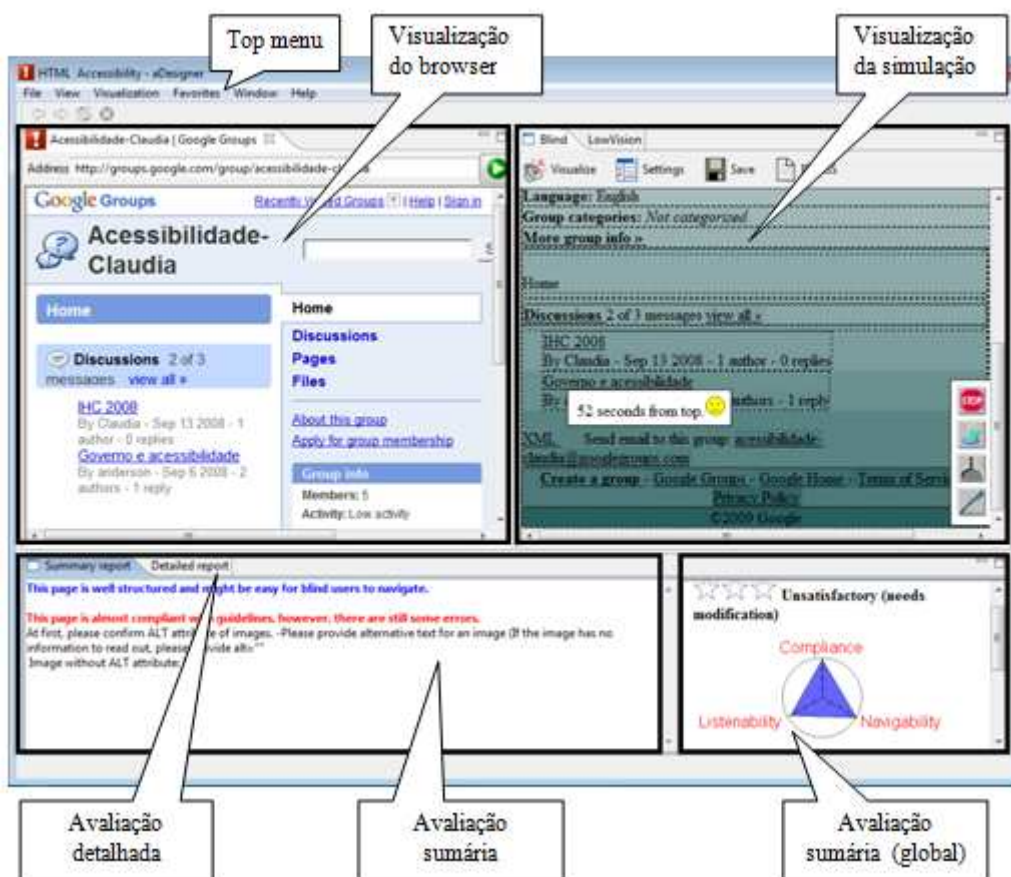 Top menu
Visualização
do browser
Visualização
da simulação
HTML Accessibility - aDesigner
File View Visualization Favorites Window Help
Acessibilidade-Claudia | Google Groups
Address http://groups.google.com/group/acessibilidade-c
Google Groups
Recently Visited Groups | Help | Sign in
Acessibilidade-
Claudia
Home
Discussions 2 of 3
messages view all »
IHC 2008
By Claudia - Sep 13 2008 - 1
author - 0 replies
Governo e acessibilidade
By anderson - Sep 6 2008 - 2
authors - 1 reply
Home
Discussions
Pages
Files
About this group
Apply for group membership
Group info
Members: 5
Activity: Low activity
Blind LowVision
Visualize Settings Save
Language: English
Group categories: Not categorized
More group info »
Home
Discussions 2 of 3 messages view all »
IHC 2008
By Claudia - Sep 13 2008 - 1 author - 0 replies
Governo e acessibilidade
By authors - 1 reply
52 seconds from top.
STOP
XML Send email to this group: acessibilidade-
claudia@googlegroups.com
Create a group - Google Groups - Google Home - Terms of Servi
Privacy Policy
©2009 Google
Summary report Detailed report
This page is well structured and might be easy for blind users to navigate.
This page is almost compliant with guidelines, however, there are still some errors.
At first, please confirm ALT attribute of images. -Please provide alternative text for an image (If the image has no
information to read out, please provide alt=""
Image without ALT attribute:
Unsatisfactory (needs
modification)
Compliance
Listenability Navigability
Avaliação
detalhada
Avaliação
sumária
Avaliação
sumária (global)